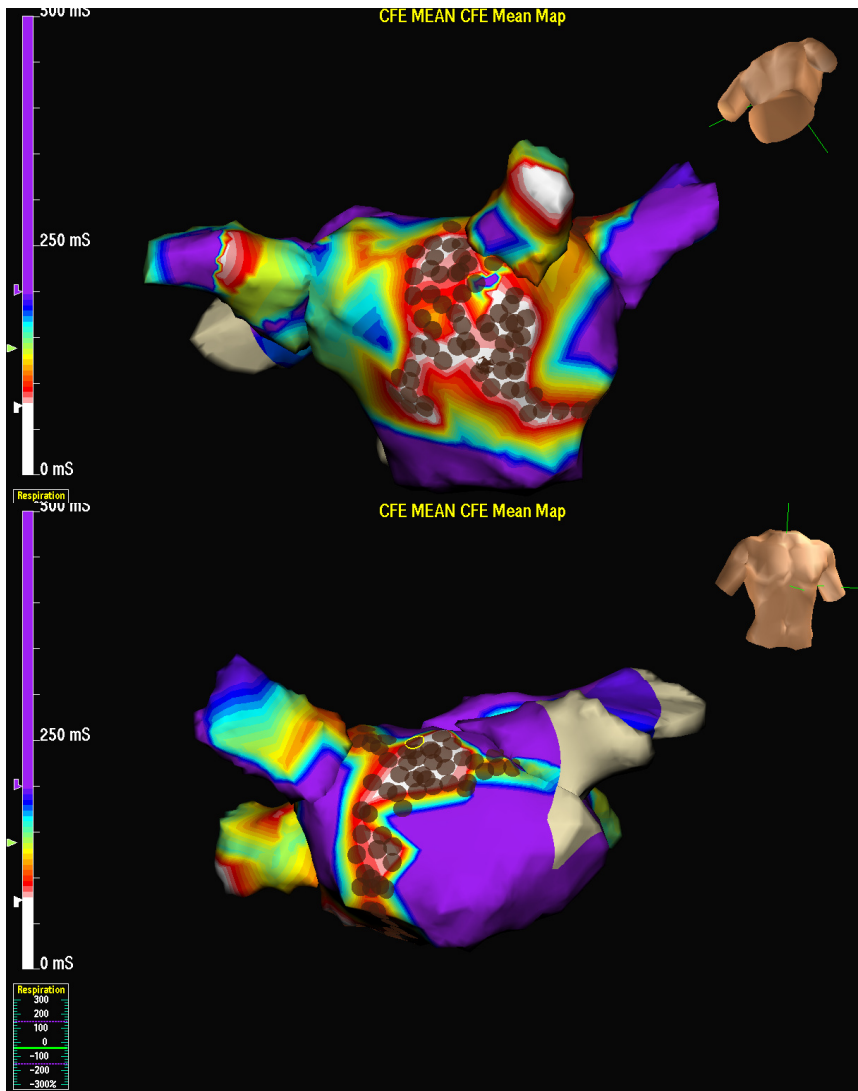 500 mS
CFE MEAN CFE Mean Map
250 mS
0 mS
Respiration
500 mS
CFE MEAN CFE Mean Map
250 mS
0 mS
Respiration
300
200
100
0
-100
-200
-300%